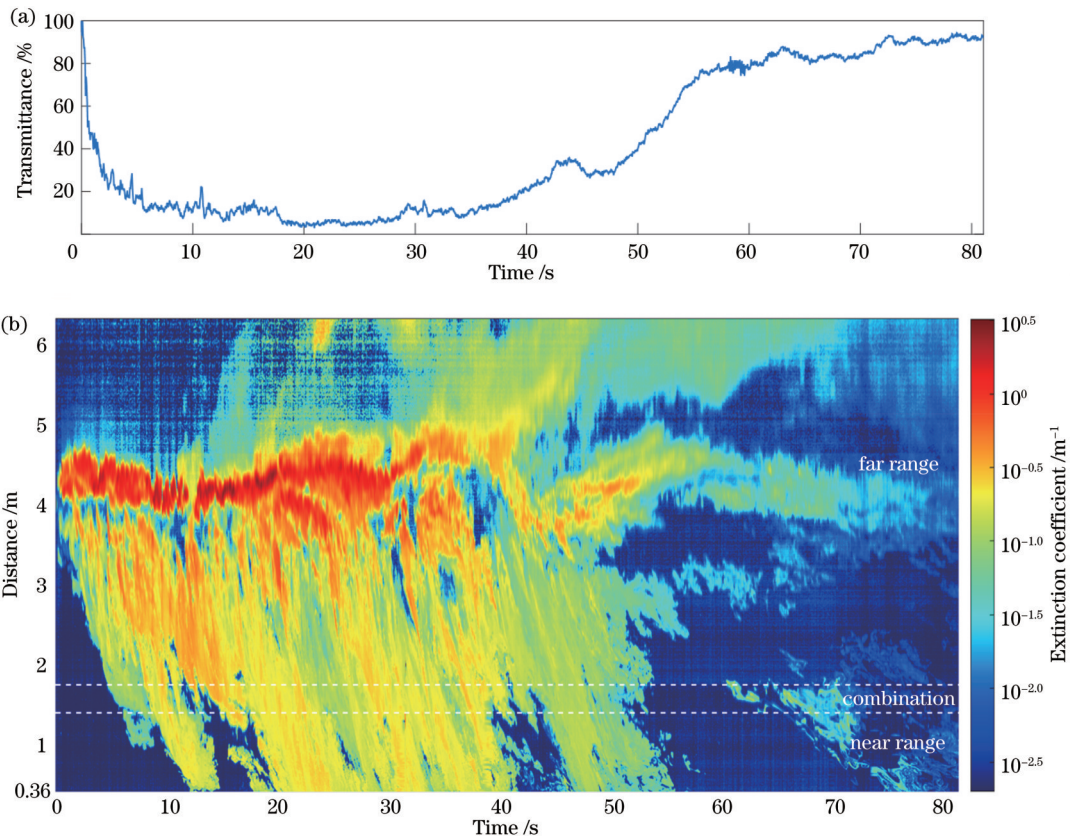 (a)
100
80
60
40
20
Transmittance /%
0 10 20 30 40 50 60 70 80
Time /s
(b)
6
5
4
3
2
1
0.36
Distance /m
far range
combination
near range
0 10 20 30 40 50 60 70 80
Time /s
10^0.5
10^0
10^−0.5
10^−1.0
10^−1.5
10^−2.0
10^−2.5
Extinction coefficient /m^−1